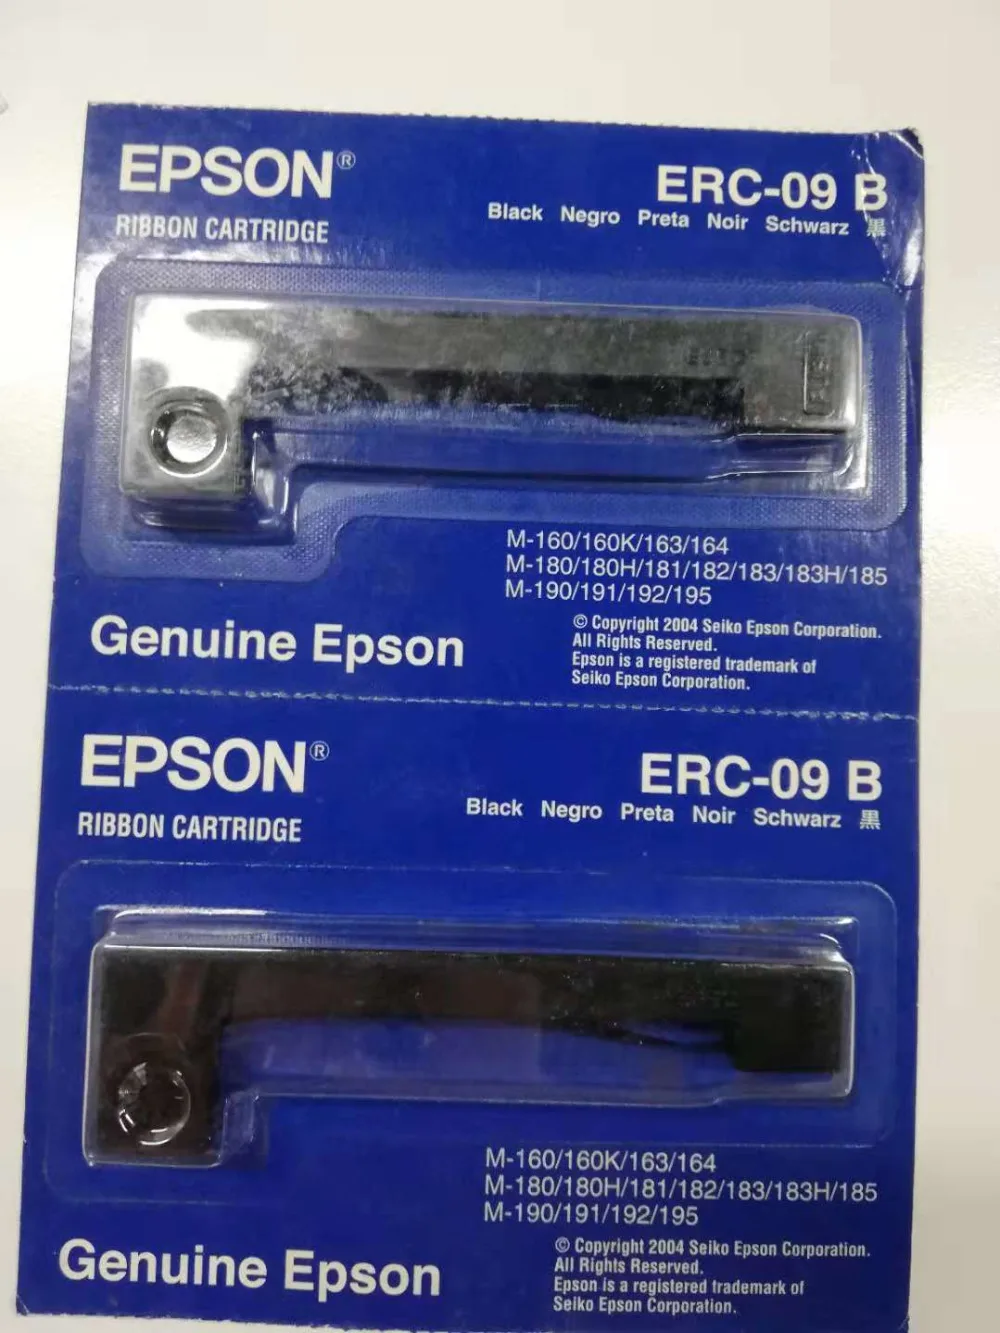 EPSON®
RIBBON CARTRIDGE
ERC-09 B
Black Negro Preta Noir Schwarz 黒
M-160/160K/163/164
M-180/180H/181/182/183/183H/185
M-190/191/192/195
Genuine Epson
© Copyright 2004 Seiko Epson Corporation.
All Rights Reserved.
Epson is a registered trademark of
Seiko Epson Corporation.
EPSON®
RIBBON CARTRIDGE
ERC-09 B
Black Negro Preta Noir Schwarz 黒
M-160/160K/163/164
M-180/180H/181/182/183/183H/185
M-190/191/192/195
Genuine Epson
© Copyright 2004 Seiko Epson Corporation.
All Rights Reserved.
Epson is a registered trademark of
Seiko Epson Corporation.